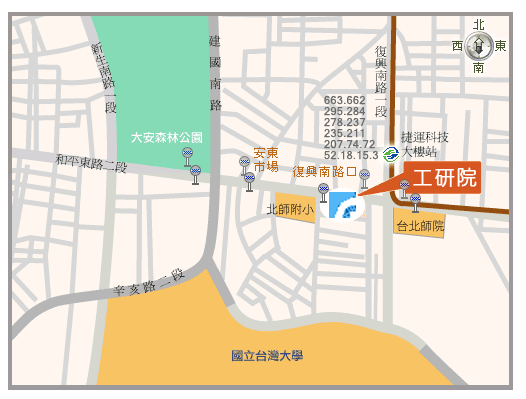 北
西
東
南
新生南路一段
建國南路
復興南路一段
663.662
295.284
278.237
235.211
207.74.72
52.18.15.3
大安森林公園
安東
市場
捷運科技
大樓站
和平東路二段
復興南路口
工研院
北師附小
台北師院
辛亥路二段
國立台灣大學